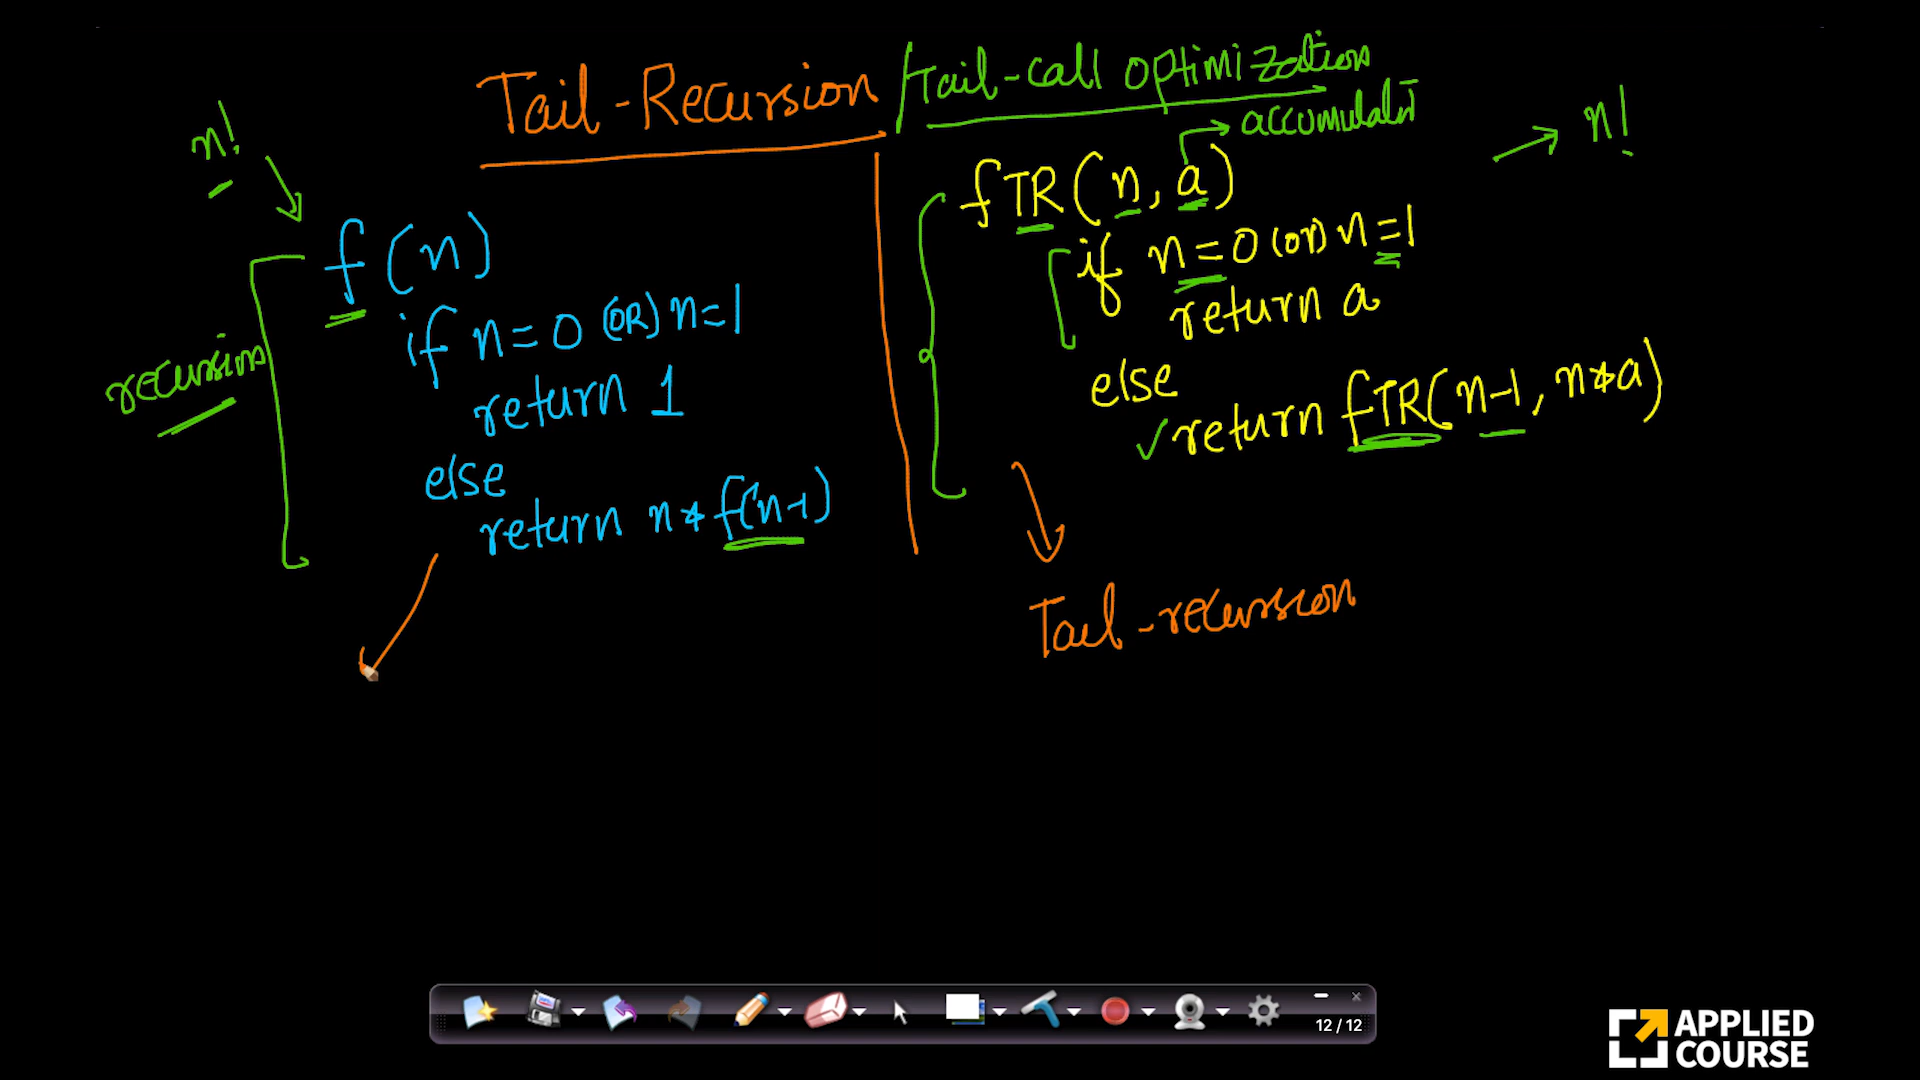 Tail-Recursion / Tail-call optimization
n!
f(n)
if n=0 (OR) n=1
return 1
else
return n * f(n-1)
recursion
accumulator
n!
fTR(n, a)
if n=0 (or) n=1
return a
else
✓ return fTR(n-1, n*a)
Tail-recursion
12 / 12
APPLIED
COURSE